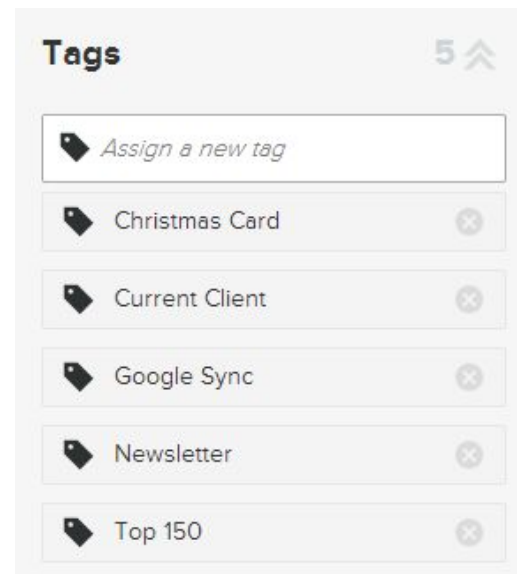 Tags 5
Assign a new tag
Christmas Card
Current Client
Google Sync
Newsletter
Top 150